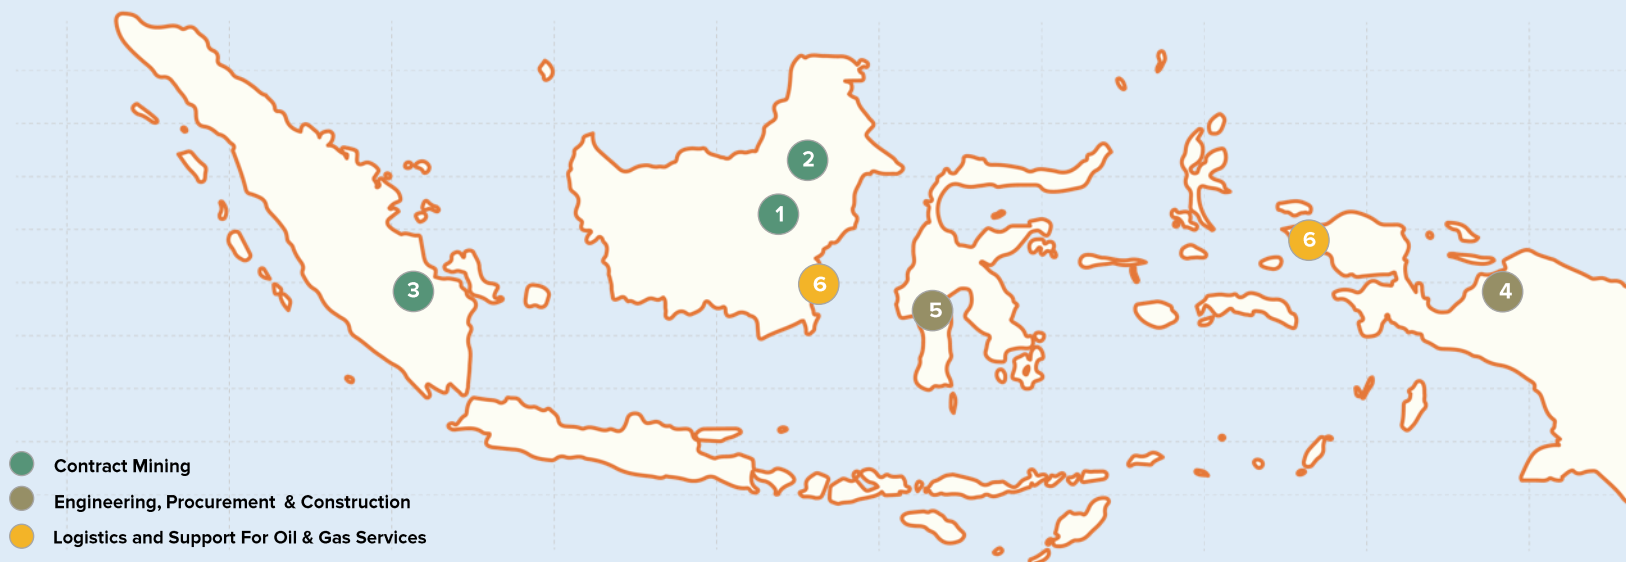 2
1
6
6
3
4
5
Contract Mining
Engineering, Procurement & Construction
Logistics and Support For Oil & Gas Services